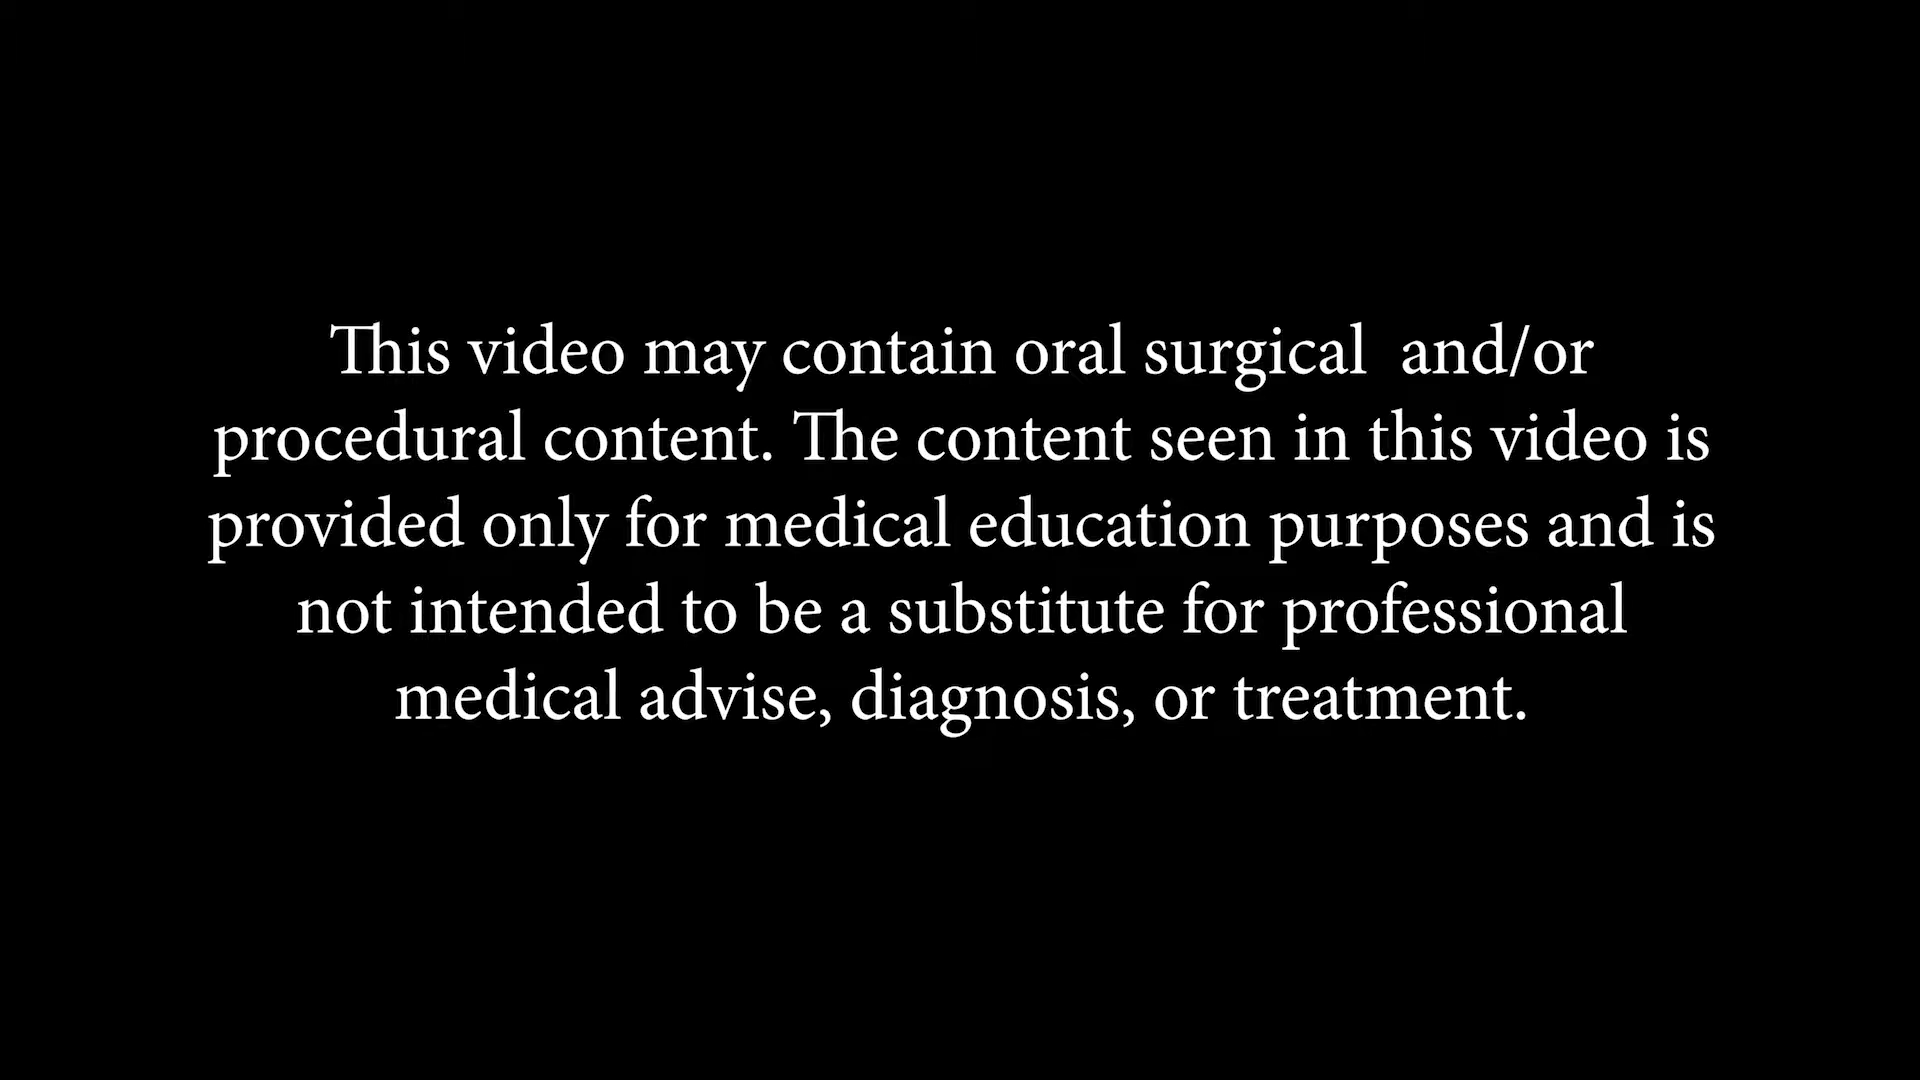 This video may contain oral surgical  and/or
procedural content. The content seen in this video is
provided only for medical education purposes and is
not intended to be a substitute for professional
medical advise, diagnosis, or treatment.